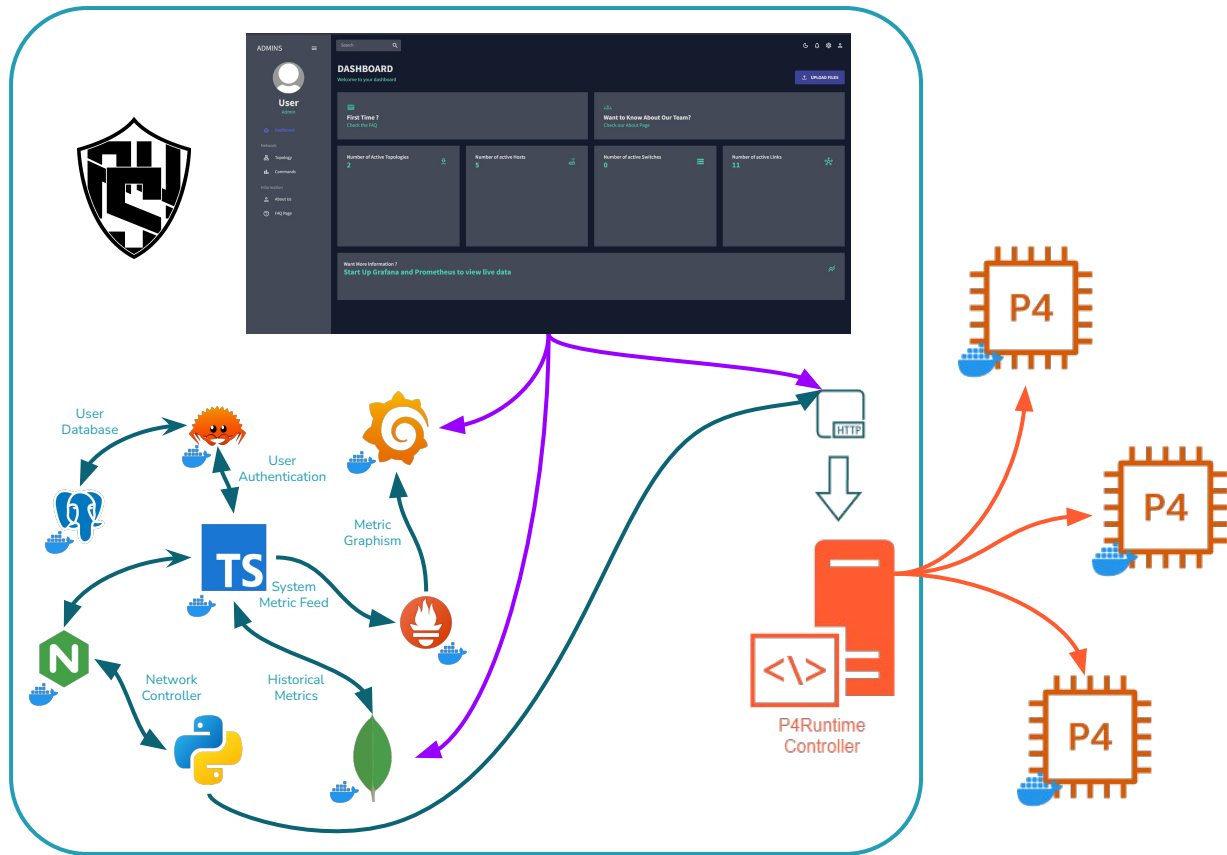 ADMINS
Search
DASHBOARD
Welcome to your dashboard
UPLOAD FILES
User
Admin
Dashboard
Network
Topology
Commands
Information
About Us
FAQ Page
First Time ?
Check the FAQ
Want to Know About Our Team?
Check our About Page
Number of Active Topologies
2
Number of active Hosts
5
Number of active Switches
0
Number of active Links
11
Want More Information ?
Start Up Grafana and Prometheus to view live data
User
Database
User
Authentication
Metric
Graphism
TS
System
Metric Feed
N
Network
Controller
Historical
Metrics
HTTP
<\>
P4Runtime
Controller
P4
P4
P4